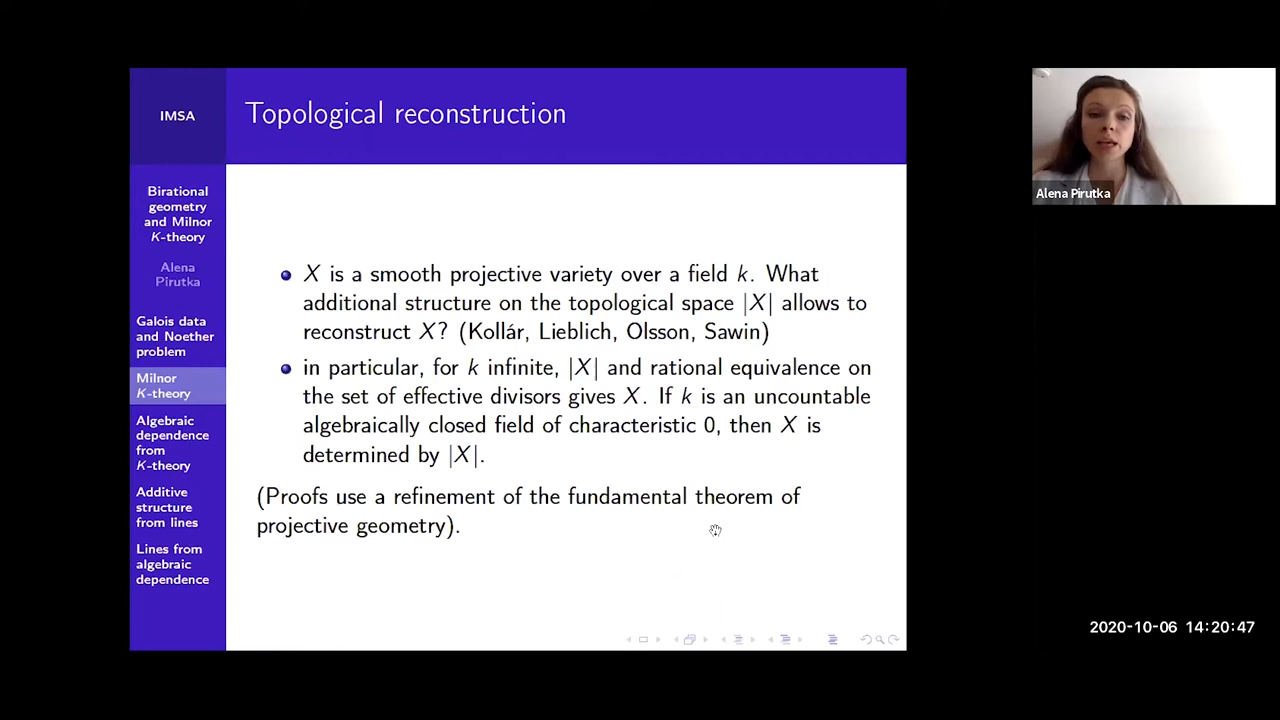 IMSA
Topological reconstruction
Birational
geometry
and Milnor
K-theory
Alena
Pirutka
Galois data
and Noether
problem
Milnor
K-theory
Algebraic
dependence
from
K-theory
Additive
structure
from lines
Lines from
algebraic
dependence
X is a smooth projective variety over a field k. What
additional structure on the topological space |X| allows to
reconstruct X? (Kollár, Lieblich, Olsson, Sawin)
in particular, for k infinite, |X| and rational equivalence on
the set of effective divisors gives X. If k is an uncountable
algebraically closed field of characteristic 0, then X is
determined by |X|.
(Proofs use a refinement of the fundamental theorem of
projective geometry).
Alena Pirutka
2020-10-06 14:20:47